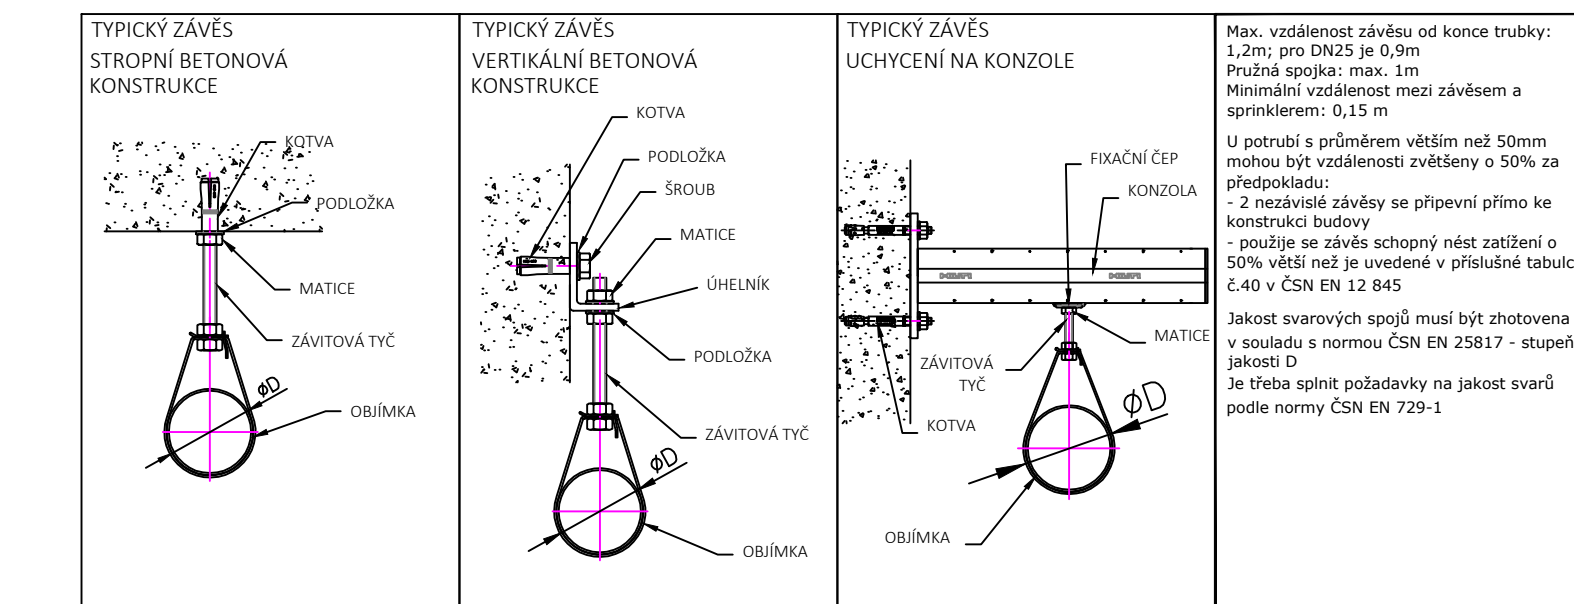 TYPICKÝ ZÁVĚS
STROPNÍ BETONOVÁ
KONSTRUKCE
KOTVA
PODLOŽKA
MATICE
ZÁVITOVÁ TYČ
ØD
OBJÍMKA
TYPICKÝ ZÁVĚS
VERTIKÁLNÍ BETONOVÁ
KONSTRUKCE
KOTVA
PODLOŽKA
ŠROUB
MATICE
ÚHELNÍK
PODLOŽKA
ZÁVITOVÁ TYČ
ØD
OBJÍMKA
TYPICKÝ ZÁVĚS
UCHYCENÍ NA KONZOLE
FIXAČNÍ ČEP
KONZOLA
MATICE
ZÁVITOVÁ
TYČ
ØD
KOTVA
OBJÍMKA
Max. vzdálenost závěsu od konce trubky:
1,2m; pro DN25 je 0,9m
Pružná spojka: max. 1m
Minimální vzdálenost mezi závěsem a
sprinklerem: 0,15 m
U potrubí s průměrem větším než 50mm
mohou být vzdálenosti zvětšeny o 50% za
předpokladu:
- 2 nezávislé závěsy se připevní přímo ke
konstrukci budovy
- použije se závěs schopný nést zatížení o
50% větší než je uvedené v příslušné tabulc
č.40 v ČSN EN 12 845
Jakost svarových spojů musí být zhotovena
v souladu s normou ČSN EN 25817 - stupeň
jakosti D
Je třeba splnit požadavky na jakost svarů
podle normy ČSN EN 729-1